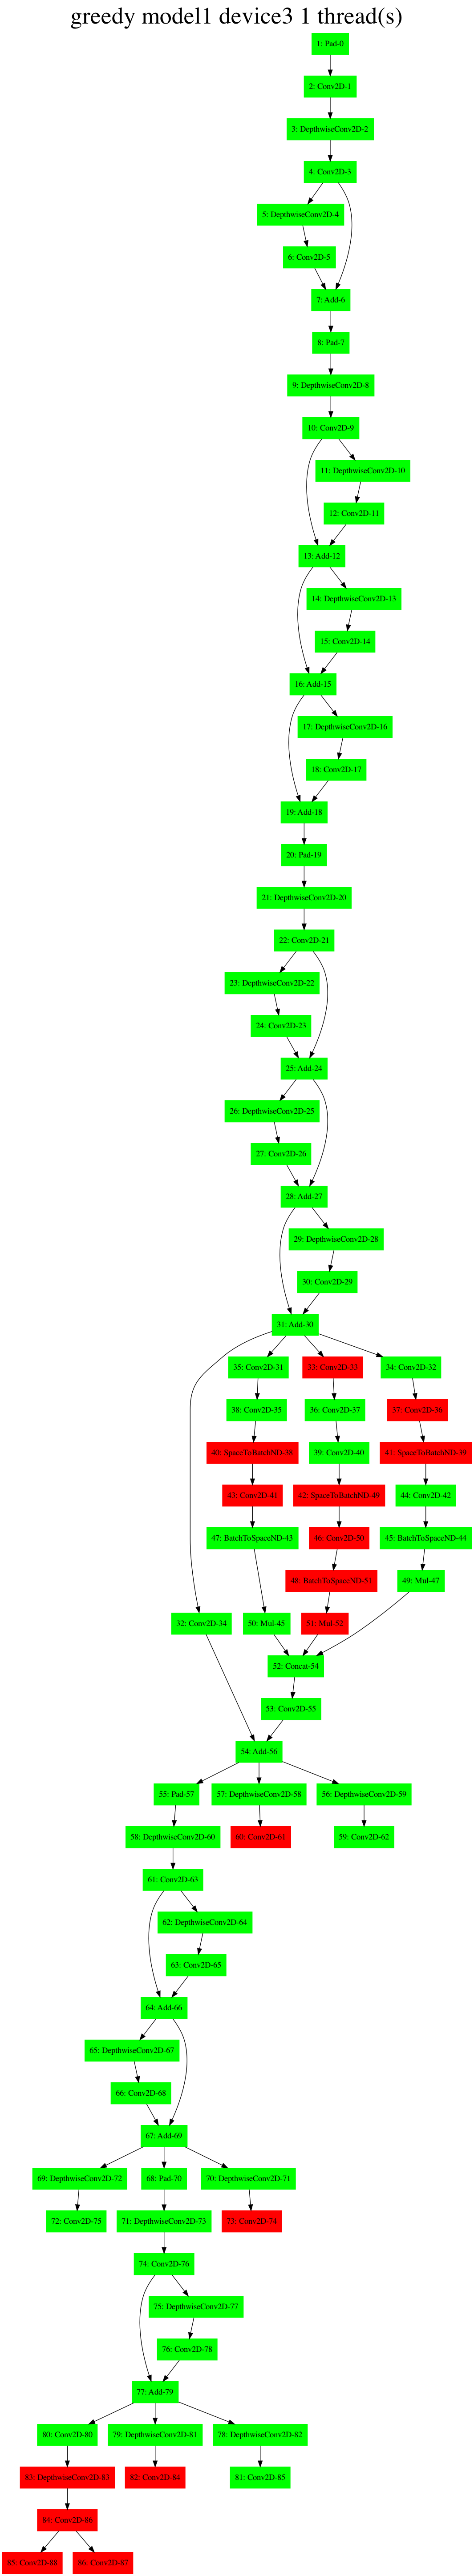 greedy model1 device3 1 thread(s)
1: Pad-0
2: Conv2D-1
3: DepthwiseConv2D-2
4: Conv2D-3
5: DepthwiseConv2D-4
6: Conv2D-5
7: Add-6
8: Pad-7
9: DepthwiseConv2D-8
10: Conv2D-9
11: DepthwiseConv2D-10
12: Conv2D-11
13: Add-12
14: DepthwiseConv2D-13
15: Conv2D-14
16: Add-15
17: DepthwiseConv2D-16
18: Conv2D-17
19: Add-18
20: Pad-19
21: DepthwiseConv2D-20
22: Conv2D-21
23: DepthwiseConv2D-22
24: Conv2D-23
25: Add-24
26: DepthwiseConv2D-25
27: Conv2D-26
28: Add-27
29: DepthwiseConv2D-28
30: Conv2D-29
31: Add-30
35: Conv2D-31
33: Conv2D-33
34: Conv2D-32
38: Conv2D-35
36: Conv2D-37
37: Conv2D-36
40: SpaceToBatchND-38
39: Conv2D-40
41: SpaceToBatchND-39
43: Conv2D-41
42: SpaceToBatchND-49
44: Conv2D-42
47: BatchToSpaceND-43
46: Conv2D-50
45: BatchToSpaceND-44
48: BatchToSpaceND-51
49: Mul-47
32: Conv2D-34
50: Mul-45
51: Mul-52
52: Concat-54
53: Conv2D-55
54: Add-56
55: Pad-57
57: DepthwiseConv2D-58
56: DepthwiseConv2D-59
58: DepthwiseConv2D-60
60: Conv2D-61
59: Conv2D-62
61: Conv2D-63
62: DepthwiseConv2D-64
63: Conv2D-65
64: Add-66
65: DepthwiseConv2D-67
66: Conv2D-68
67: Add-69
69: DepthwiseConv2D-72
68: Pad-70
70: DepthwiseConv2D-71
72: Conv2D-75
71: DepthwiseConv2D-73
73: Conv2D-74
74: Conv2D-76
75: DepthwiseConv2D-77
76: Conv2D-78
77: Add-79
80: Conv2D-80
79: DepthwiseConv2D-81
78: DepthwiseConv2D-82
83: DepthwiseConv2D-83
82: Conv2D-84
81: Conv2D-85
84: Conv2D-86
85: Conv2D-88
86: Conv2D-87